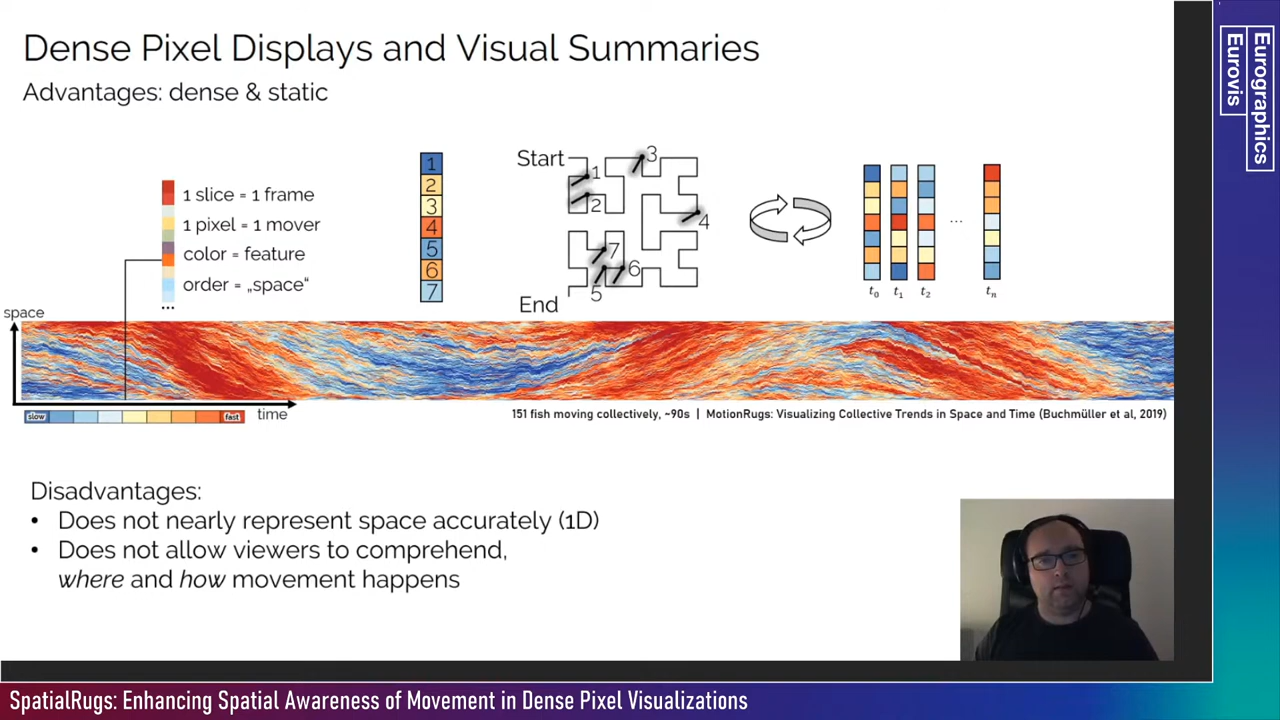 Dense Pixel Displays and Visual Summaries
Advantages: dense & static
1 slice = 1 frame
1 pixel = 1 mover
color = feature
order = „space“
...
1
2
3
4
5
6
7
Start
1
2
3
4
7
6
5
End
...
t0
t1
t2
tn
space
slow
fast
time
151 fish moving collectively, ~90s | MotionRugs: Visualizing Collective Trends in Space and Time (Buchmüller et al, 2019)
Disadvantages:
• Does not nearly represent space accurately (1D)
• Does not allow viewers to comprehend,
where and how movement happens
Eurographics
Eurovis
SpatialRugs: Enhancing Spatial Awareness of Movement in Dense Pixel Visualizations